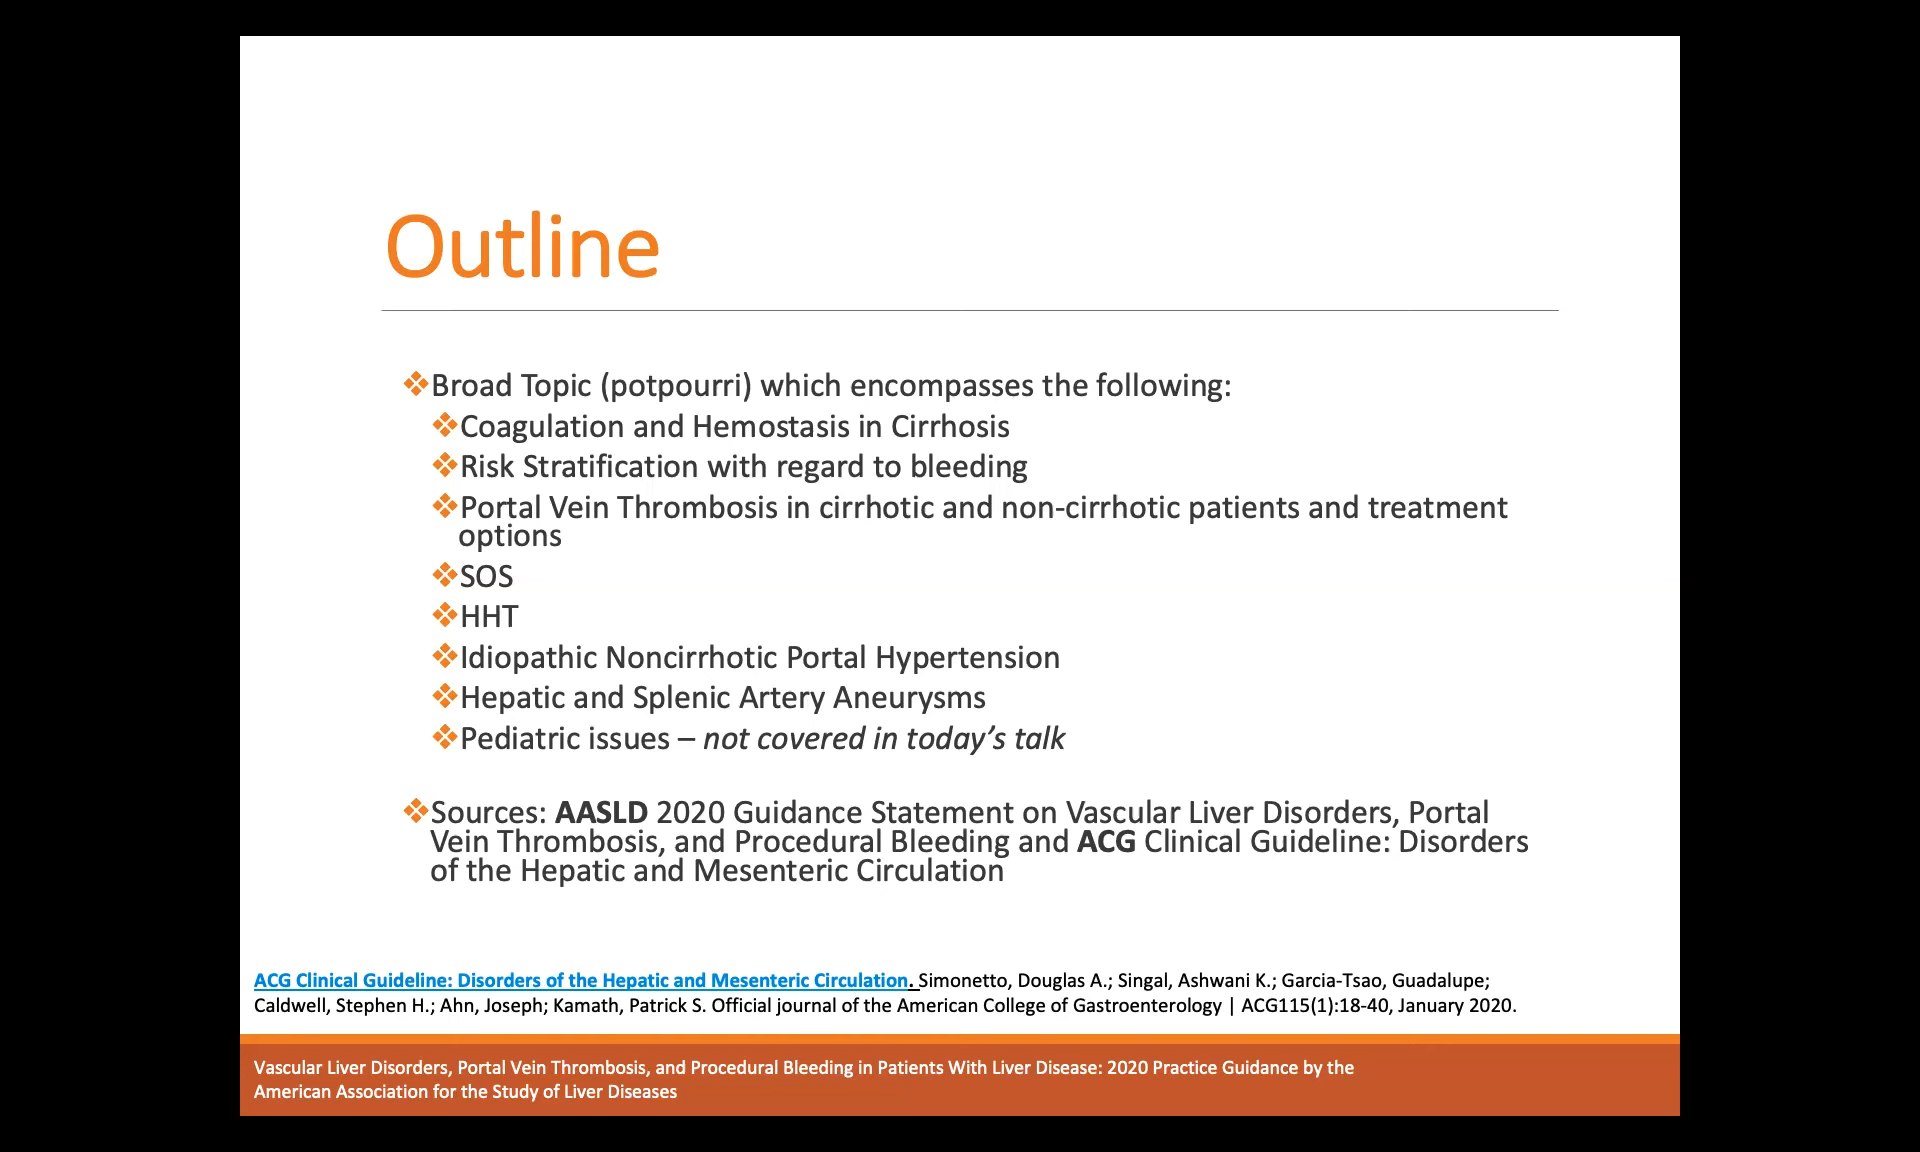 Outline
❖Broad Topic (potpourri) which encompasses the following:
❖Coagulation and Hemostasis in Cirrhosis
❖Risk Stratification with regard to bleeding
❖Portal Vein Thrombosis in cirrhotic and non-cirrhotic patients and treatment
options
❖SOS
❖HHT
❖Idiopathic Noncirrhotic Portal Hypertension
❖Hepatic and Splenic Artery Aneurysms
❖Pediatric issues – not covered in today’s talk
❖Sources: AASLD 2020 Guidance Statement on Vascular Liver Disorders, Portal
Vein Thrombosis, and Procedural Bleeding and ACG Clinical Guideline: Disorders
of the Hepatic and Mesenteric Circulation
ACG Clinical Guideline: Disorders of the Hepatic and Mesenteric Circulation. Simonetto, Douglas A.; Singal, Ashwani K.; Garcia-Tsao, Guadalupe;
Caldwell, Stephen H.; Ahn, Joseph; Kamath, Patrick S. Official journal of the American College of Gastroenterology | ACG115(1):18-40, January 2020.
Vascular Liver Disorders, Portal Vein Thrombosis, and Procedural Bleeding in Patients With Liver Disease: 2020 Practice Guidance by the
American Association for the Study of Liver Diseases